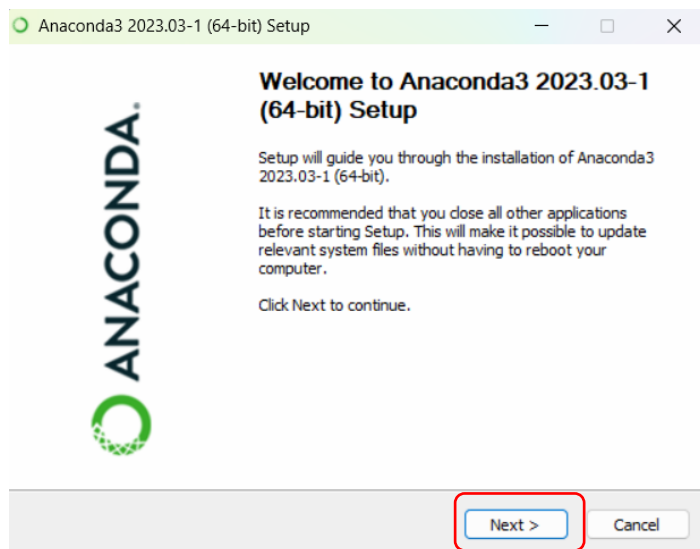 Anaconda3 2023.03-1 (64-bit) Setup
Welcome to Anaconda3 2023.03-1
(64-bit) Setup
Setup will guide you through the installation of Anaconda3
2023.03-1 (64-bit).
It is recommended that you close all other applications
before starting Setup. This will make it possible to update
relevant system files without having to reboot your
computer.
Click Next to continue.
ANACONDA.
Next >
Cancel